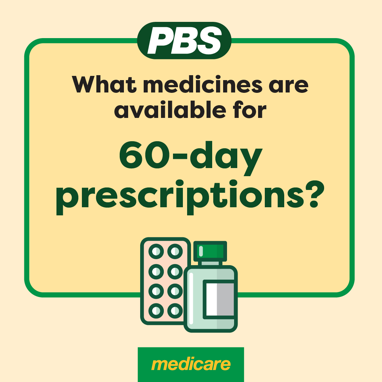 PBS
What medicines are
available for
60-day
prescriptions?
medicare